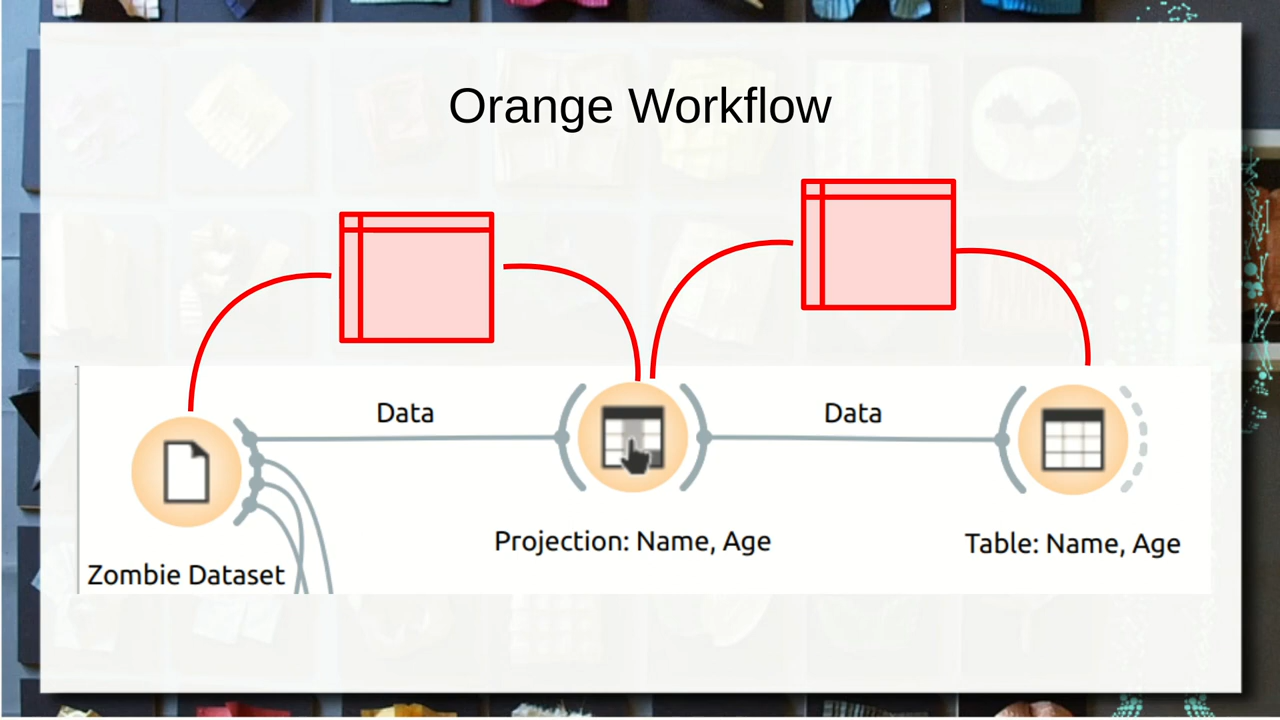 Orange Workflow
Data
Data
Projection: Name, Age
Table: Name, Age
Zombie Dataset